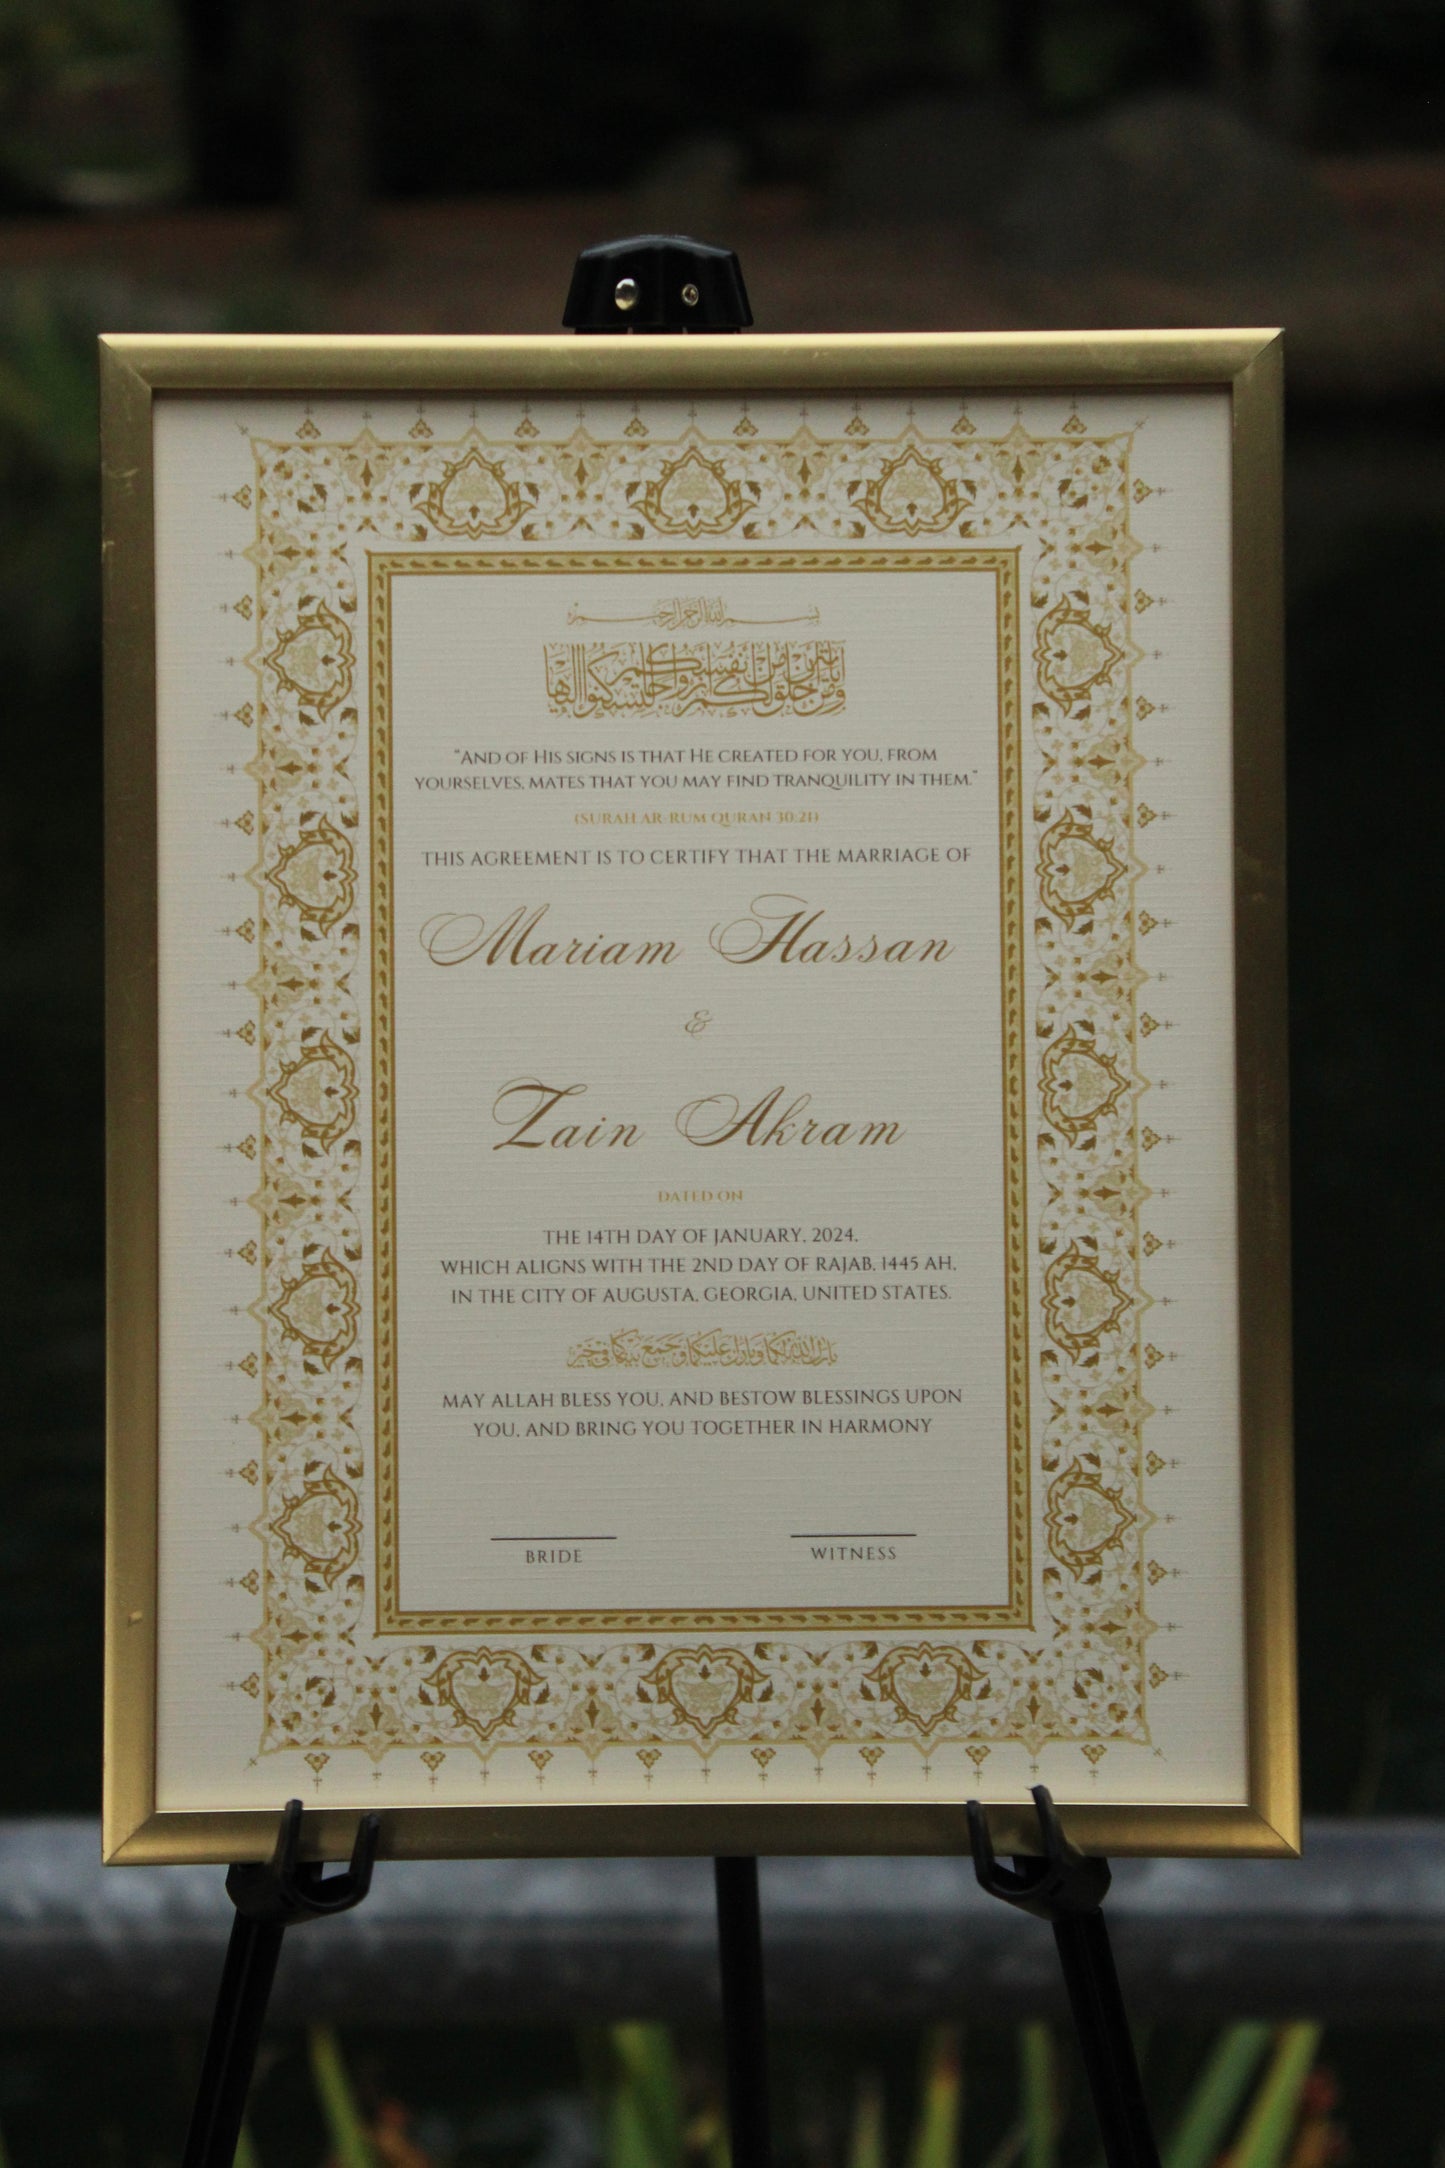 بسم الله الرحمن الرحيم
ومن آياته أن خلق لكم من أنفسكم أزواجا لتسكنوا إليها
“And of His signs is that He created for you, from
yourselves, mates that you may find tranquility in them.”
(Surah Ar-Rum Quran 30:21)
THIS AGREEMENT IS TO CERTIFY THAT THE MARRIAGE OF
Mariam Hassan
&
Zain Akram
DATED ON
THE 14TH DAY OF JANUARY, 2024,
WHICH ALIGNS WITH THE 2ND DAY OF RAJAB, 1445 AH,
IN THE CITY OF AUGUSTA, GEORGIA, UNITED STATES.
بارك الله لكما وبارك عليكما وجمع بينكما في خير
MAY ALLAH BLESS YOU, AND BESTOW BLESSINGS UPON
YOU, AND BRING YOU TOGETHER IN HARMONY
BRIDE WITNESS